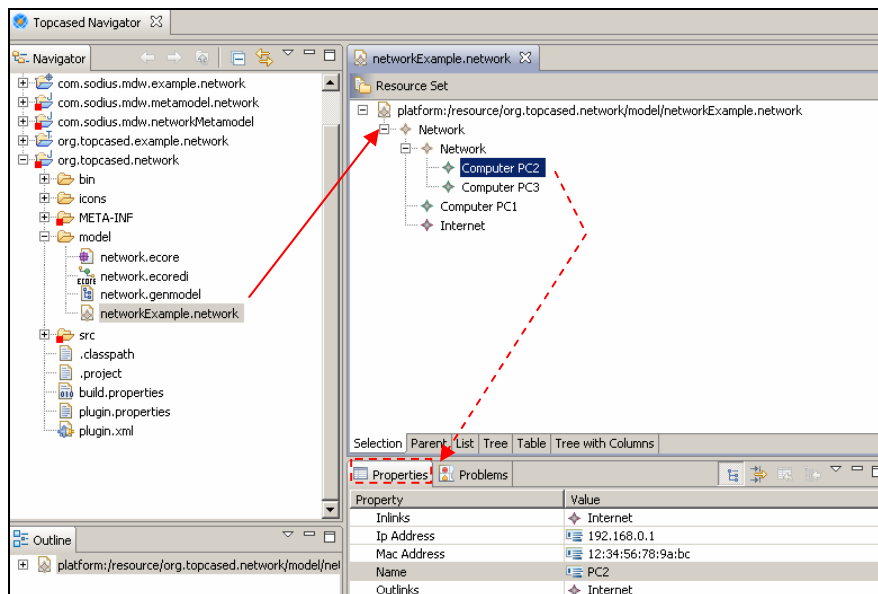 Topcased Navigator
Navigator
com.sodius.mdw.example.network
com.sodius.mdw.metamodel.network
com.sodius.mdw.networkMetamodel
org.topcased.example.network
org.topcased.network
bin
icons
META-INF
model
network.ecore
ECORE
network.ecoredi
network.genmodel
networkExample.network
src
.classpath
.project
010
build.properties
plugin.properties
plugin.xml
Outline
platform:/resource/org.topcased.network/model/net
networkExample.network
Resource Set
platform:/resource/org.topcased.network/model/networkExample.network
Network
Network
Computer PC2
Computer PC3
Computer PC1
Internet
Selection Parent List Tree Table Tree with Columns
Properties Problems
Property Value
Inlinks Internet
Ip Address 192.168.0.1
Mac Address 12:34:56:78:9a:bc
Name PC2
Outlinks Internet